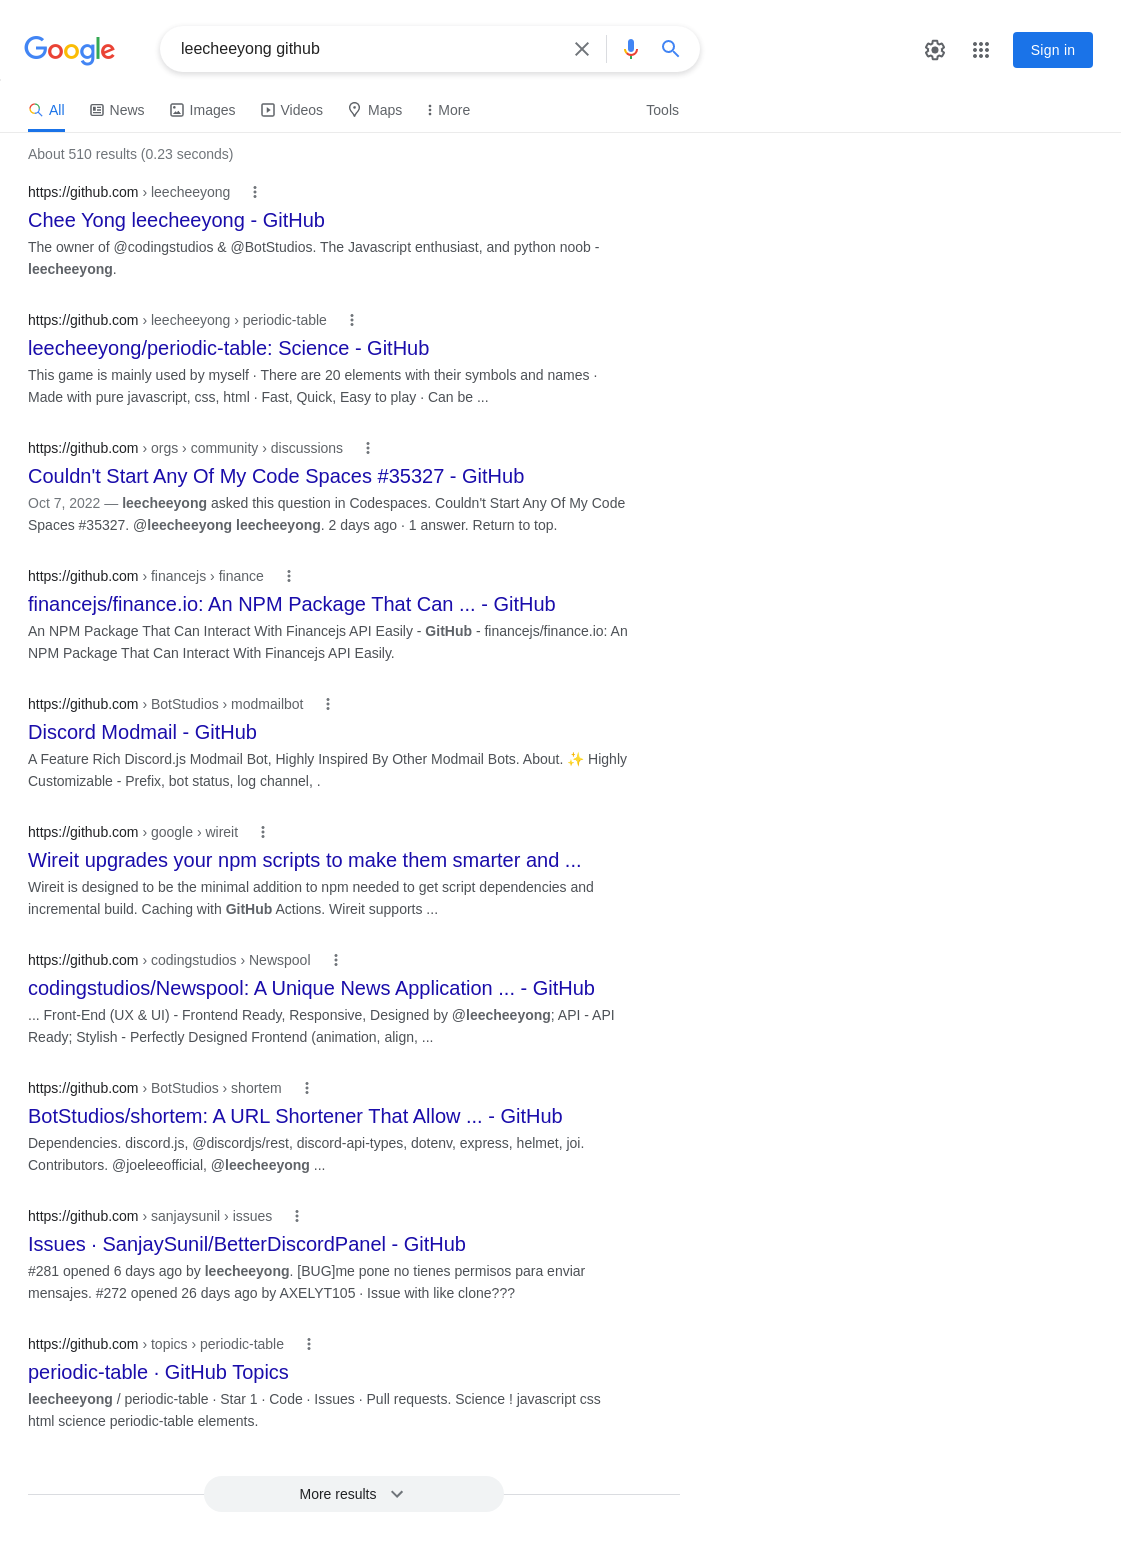 Google
leecheeyong github
Sign in
All News Images Videos Maps More Tools
About 510 results (0.23 seconds)
https://github.com › leecheeyong
Chee Yong leecheeyong - GitHub
The owner of @codingstudios & @BotStudios. The Javascript enthusiast, and python noob -
leecheeyong.
https://github.com › leecheeyong › periodic-table
leecheeyong/periodic-table: Science - GitHub
This game is mainly used by myself · There are 20 elements with their symbols and names ·
Made with pure javascript, css, html · Fast, Quick, Easy to play · Can be ...
https://github.com › orgs › community › discussions
Couldn't Start Any Of My Code Spaces #35327 - GitHub
Oct 7, 2022 — leecheeyong asked this question in Codespaces. Couldn't Start Any Of My Code
Spaces #35327. @leecheeyong leecheeyong. 2 days ago · 1 answer. Return to top.
https://github.com › financejs › finance
financejs/finance.io: An NPM Package That Can ... - GitHub
An NPM Package That Can Interact With Financejs API Easily - GitHub - financejs/finance.io: An
NPM Package That Can Interact With Financejs API Easily.
https://github.com › BotStudios › modmailbot
Discord Modmail - GitHub
A Feature Rich Discord.js Modmail Bot, Highly Inspired By Other Modmail Bots. About. ✨ Highly
Customizable - Prefix, bot status, log channel, .
https://github.com › google › wireit
Wireit upgrades your npm scripts to make them smarter and ...
Wireit is designed to be the minimal addition to npm needed to get script dependencies and
incremental build. Caching with GitHub Actions. Wireit supports ...
https://github.com › codingstudios › Newspool
codingstudios/Newspool: A Unique News Application ... - GitHub
... Front-End (UX & UI) - Frontend Ready, Responsive, Designed by @leecheeyong; API - API
Ready; Stylish - Perfectly Designed Frontend (animation, align, ...
https://github.com › BotStudios › shortem
BotStudios/shortem: A URL Shortener That Allow ... - GitHub
Dependencies. discord.js, @discordjs/rest, discord-api-types, dotenv, express, helmet, joi.
Contributors. @joeleeofficial, @leecheeyong ...
https://github.com › sanjaysunil › issues
Issues · SanjaySunil/BetterDiscordPanel - GitHub
#281 opened 6 days ago by leecheeyong. [BUG]me pone no tienes permisos para enviar
mensajes. #272 opened 26 days ago by AXELYT105 · Issue with like clone???
https://github.com › topics › periodic-table
periodic-table · GitHub Topics
leecheeyong / periodic-table · Star 1 · Code · Issues · Pull requests. Science ! javascript css
html science periodic-table elements.
More results